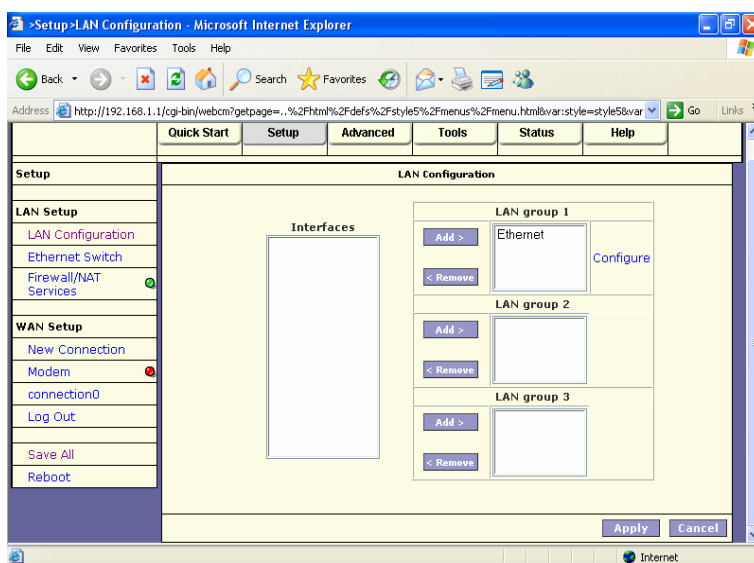 >Setup>LAN Configuration - Microsoft Internet Explorer
File Edit View Favorites Tools Help
Back Search Favorites
Address http://192.168.1.1/cgi-bin/webcm?getpage=..%2Fhtml%2Fdefs%2Fstyle5%2Fmenus%2Fmenu.html&var:style=style5&var Go Links
Quick Start Setup Advanced Tools Status Help
Setup
LAN Configuration
LAN Setup
LAN Configuration
Ethernet Switch
Firewall/NAT
Services
WAN Setup
New Connection
Modem
connection0
Log Out
Save All
Reboot
Interfaces
LAN group 1
Add >
Ethernet
Configure
< Remove
LAN group 2
Add >
< Remove
LAN group 3
Add >
< Remove
Apply Cancel
Internet